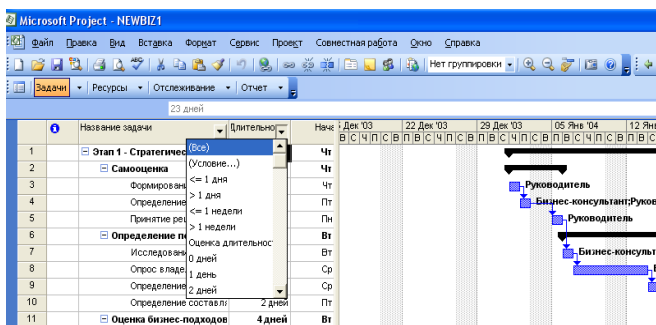 Microsoft Project - NEWBIZ1
Файл Правка Вид Вставка Формат Сервис Проект Совместная работа Окно Справка
Нет группировки
Задачи Ресурсы Отслеживание Отчет
23 дней
Название задачи Длительно Нача Дек '03 22 Дек '03 29 Дек '03 05 Янв '04 12 Ян
В С Ч П С В П В С Ч П С В П В С Ч П С В П В С Ч П С В П В С
1 Этап 1 - Стратегичес (Все) Чт
2 Самооценка (Условие...) Чт
3 Формирован <= 1 дня Чт Руководитель
4 Определение > 1 дня Пт Бизнес-консультант;Руков
5 Принятие ре <= 1 недели Пн Руководитель
6 Определение п > 1 недели Вт
7 Исследован Оценка длительнос Вт Бизнес-консульт
8 Опрос владе 0 дней Ср
9 Определение 1 день Ср
10 Определение составля 2 дней 2 дней Пт
11 Оценка бизнес-подходов 4 дней Вт